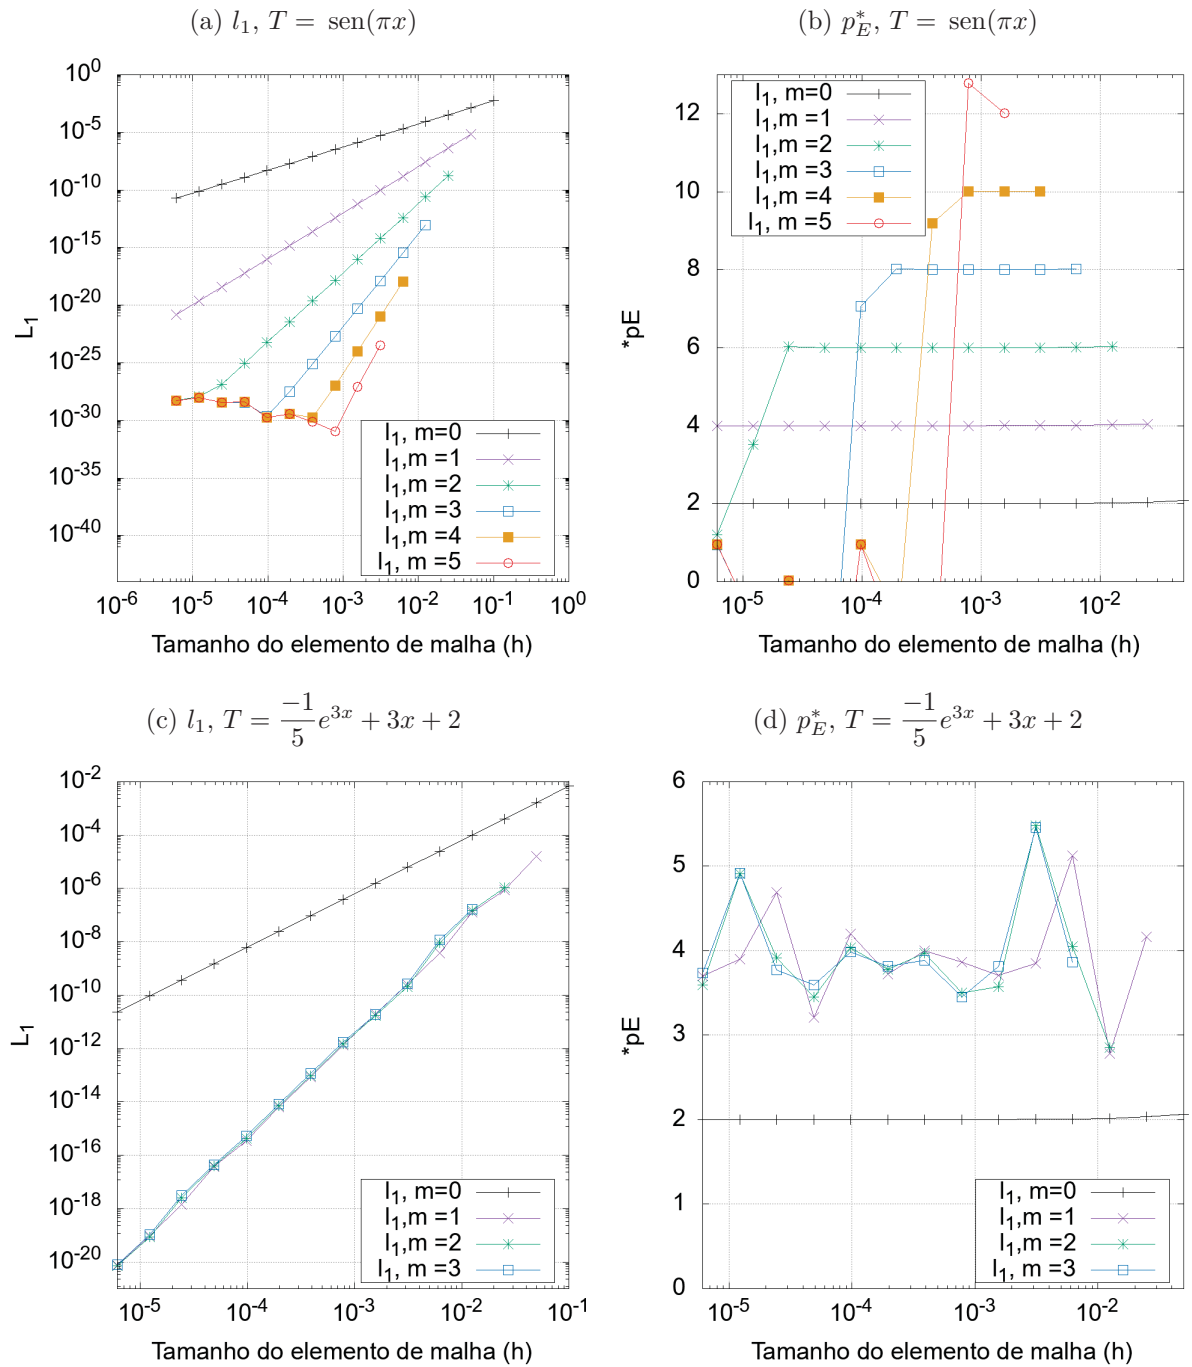 (a) l₁, T = sen(πx)
10⁰
10⁻⁵
10⁻¹⁰
10⁻¹⁵
10⁻²⁰
10⁻²⁵
10⁻³⁰
10⁻³⁵
10⁻⁴⁰
L₁
l₁, m=0
l₁,m =1
l₁,m =2
l₁,m =3
l₁,m =4
l₁, m =5
10⁻⁶ 10⁻⁵ 10⁻⁴ 10⁻³ 10⁻² 10⁻¹ 10⁰
Tamanho do elemento de malha (h)
(b) p*_E, T = sen(πx)
l₁, m=0
l₁,m =1
l₁,m =2
l₁, m =3
l₁,m =4
l₁, m =5
12
10
8
6
4
2
0
*pE
10⁻⁵ 10⁻⁴ 10⁻³ 10⁻²
Tamanho do elemento de malha (h)
(c) l₁, T = -1/5 e³ˣ + 3x + 2
10⁻²
10⁻⁴
10⁻⁶
10⁻⁸
10⁻¹⁰
10⁻¹²
10⁻¹⁴
10⁻¹⁶
10⁻¹⁸
10⁻²⁰
L₁
l₁, m=0
l₁,m =1
l₁,m =2
l₁, m =3
10⁻⁵ 10⁻⁴ 10⁻³ 10⁻² 10⁻¹
Tamanho do elemento de malha (h)
(d) p*_E, T = -1/5 e³ˣ + 3x + 2
6
5
4
3
2
1
0
*pE
l₁, m=0
l₁,m =1
l₁,m =2
l₁, m =3
10⁻⁵ 10⁻⁴ 10⁻³ 10⁻²
Tamanho do elemento de malha (h)